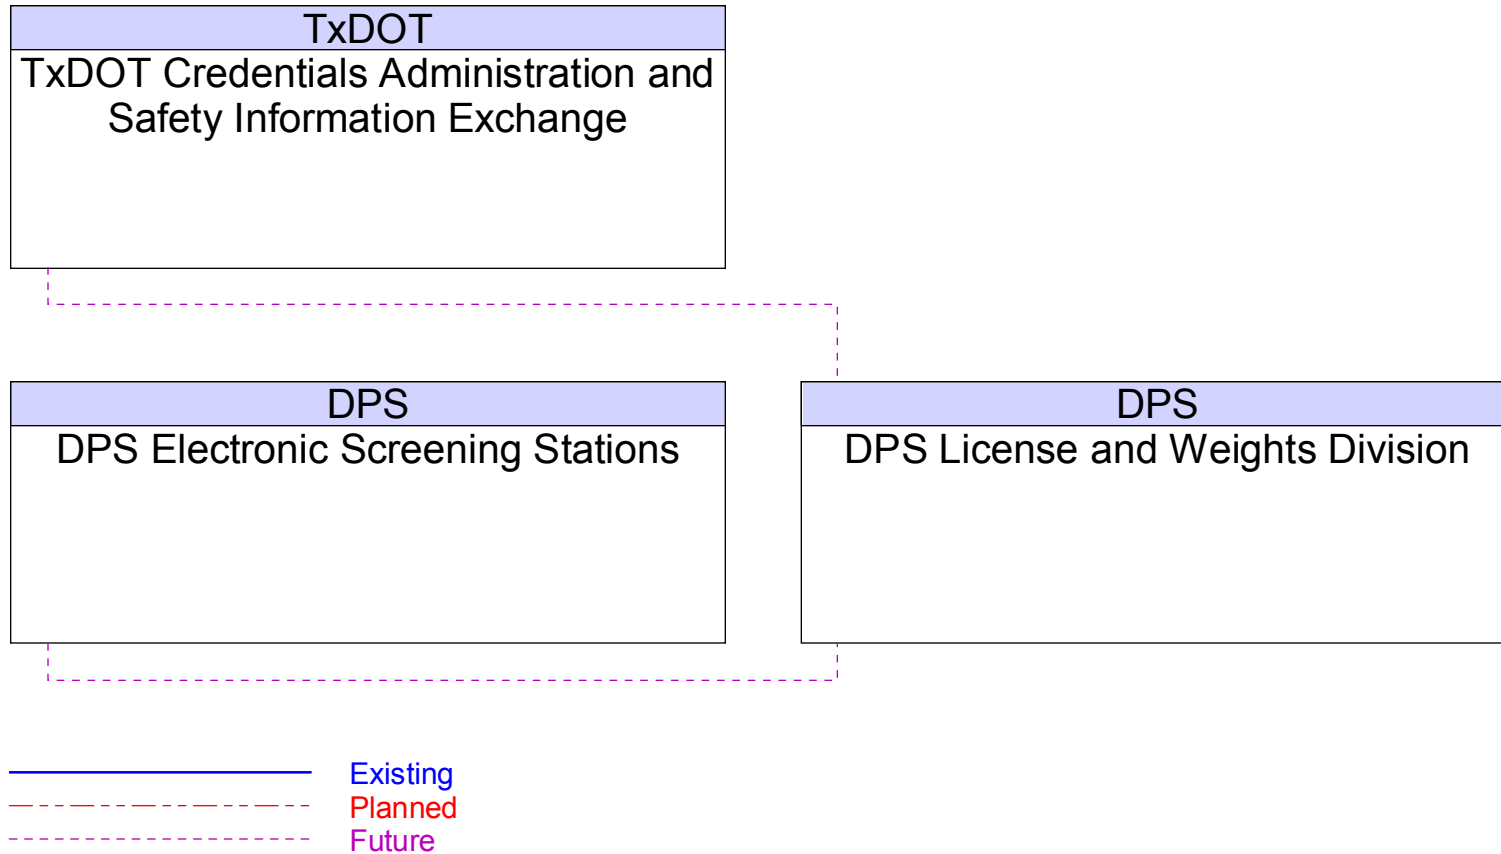 TxDOT
TxDOT Credentials Administration and
Safety Information Exchange
DPS
DPS Electronic Screening Stations
DPS
DPS License and Weights Division
Existing
Planned
Future